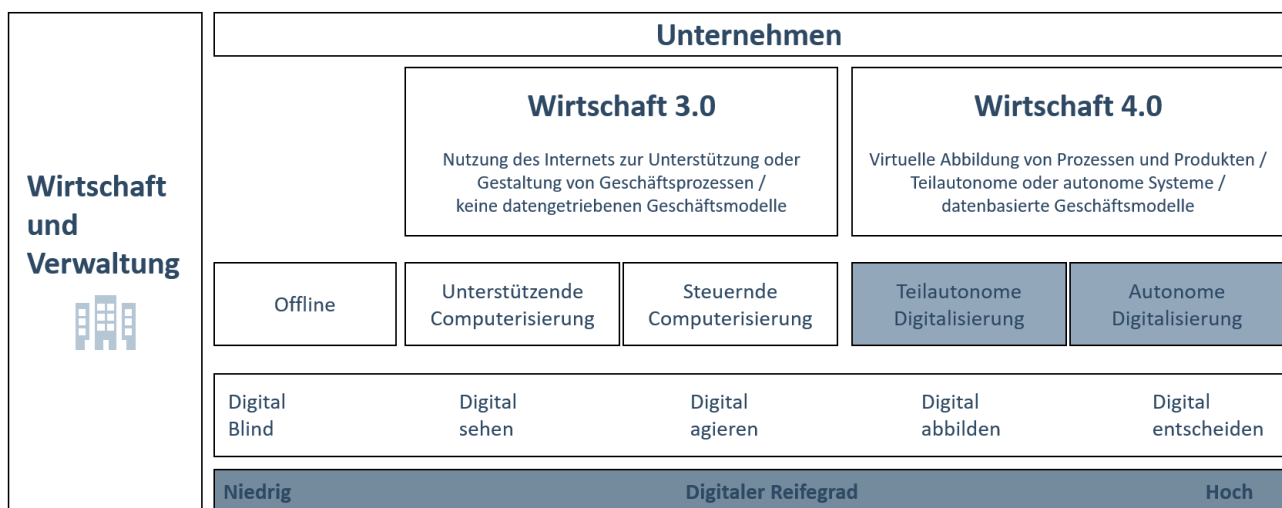 Wirtschaft
und
Verwaltung
Unternehmen
Wirtschaft 3.0
Nutzung des Internets zur Unterstützung oder
Gestaltung von Geschäftsprozessen /
keine datengetriebenen Geschäftsmodelle
Wirtschaft 4.0
Virtuelle Abbildung von Prozessen und Produkten /
Teilautonome oder autonome Systeme /
datenbasierte Geschäftsmodelle
Offline
Unterstützende
Computerisierung
Steuernde
Computerisierung
Teilautonome
Digitalisierung
Autonome
Digitalisierung
Digital
Blind
Digital
sehen
Digital
agieren
Digital
abbilden
Digital
entscheiden
Niedrig
Digitaler Reifegrad
Hoch